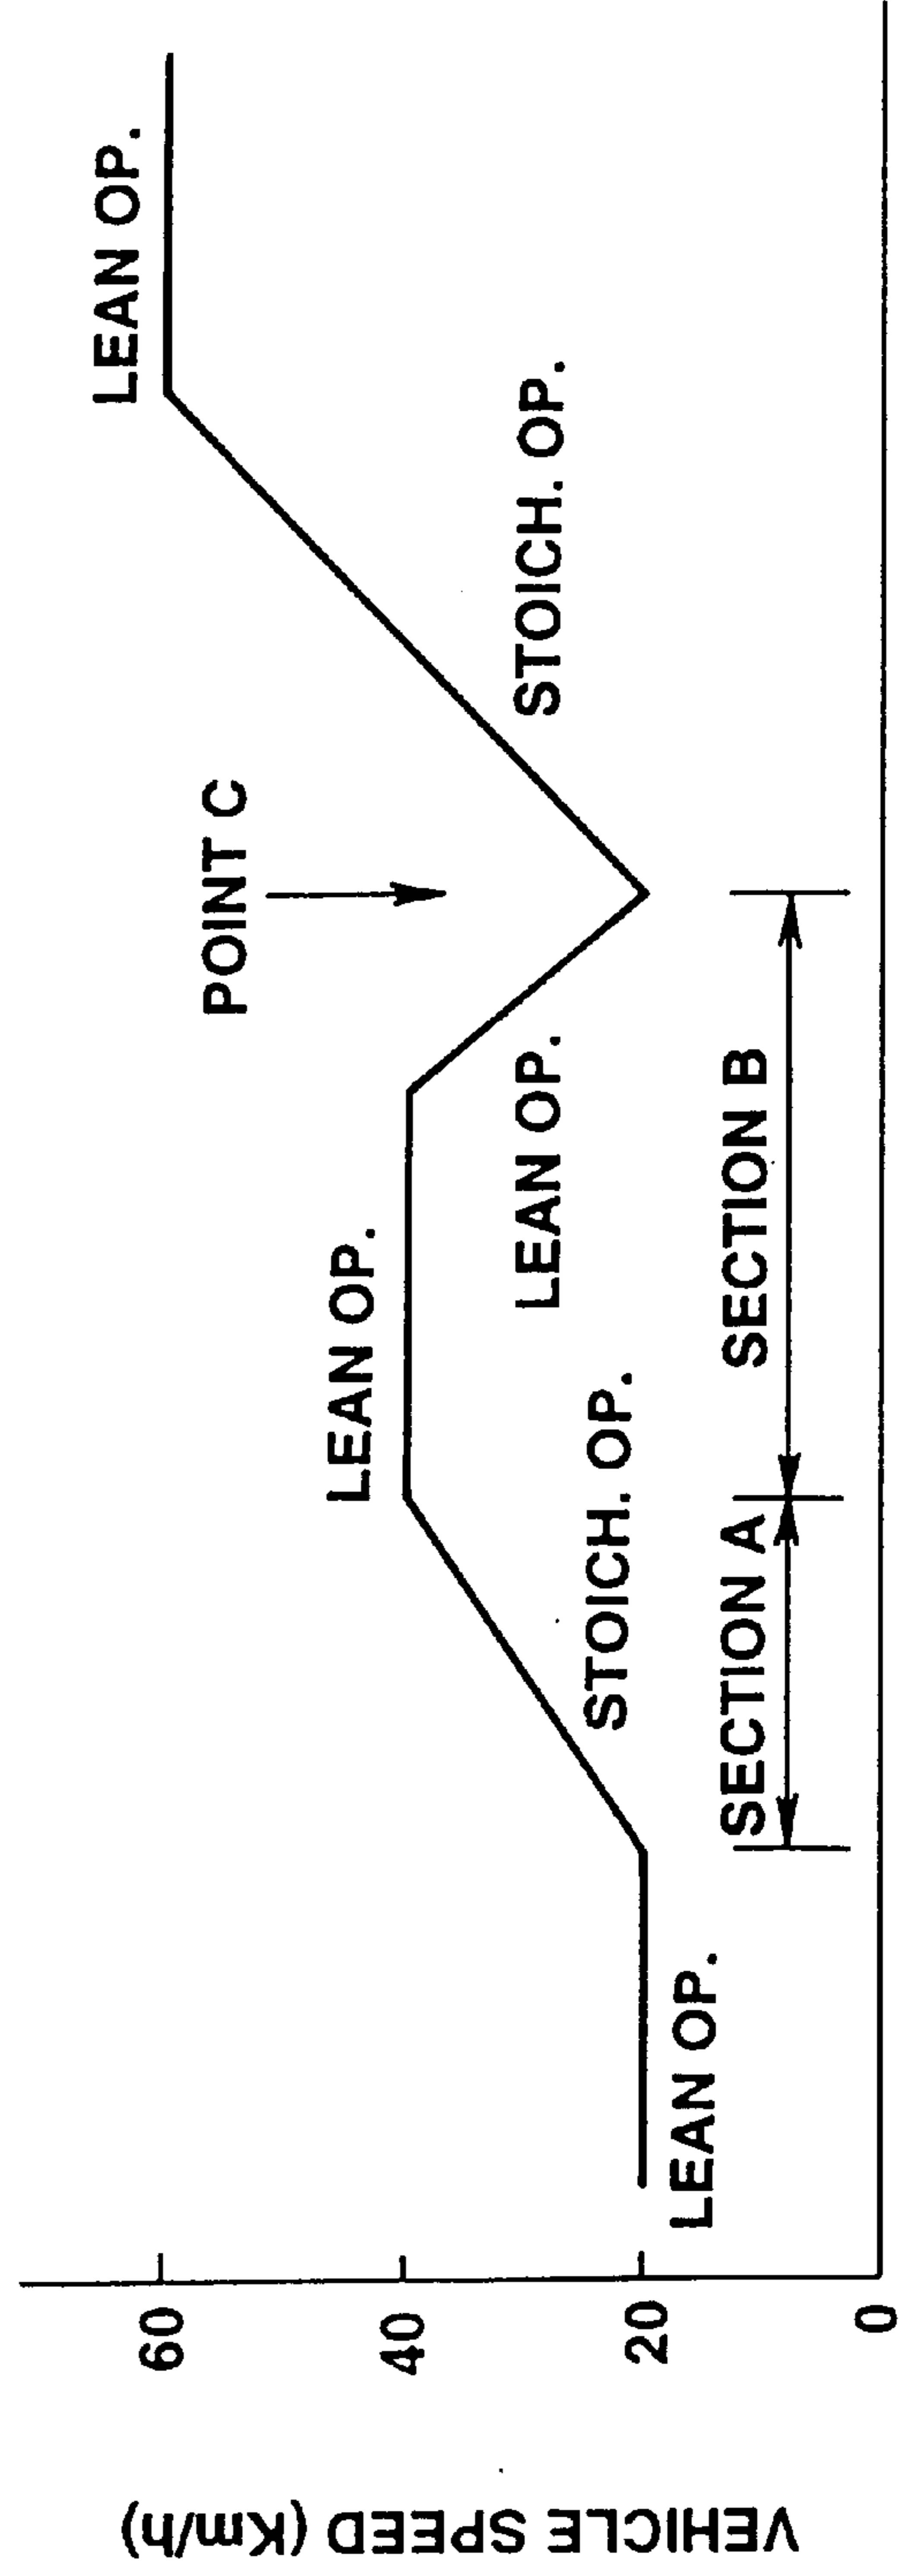 VEHICLE SPEED (Km/h)
60
40
20
0
LEAN OP.
STOICH. OP.
LEAN OP.
LEAN OP.
POINT C
STOICH. OP.
LEAN OP.
SECTION A
SECTION B